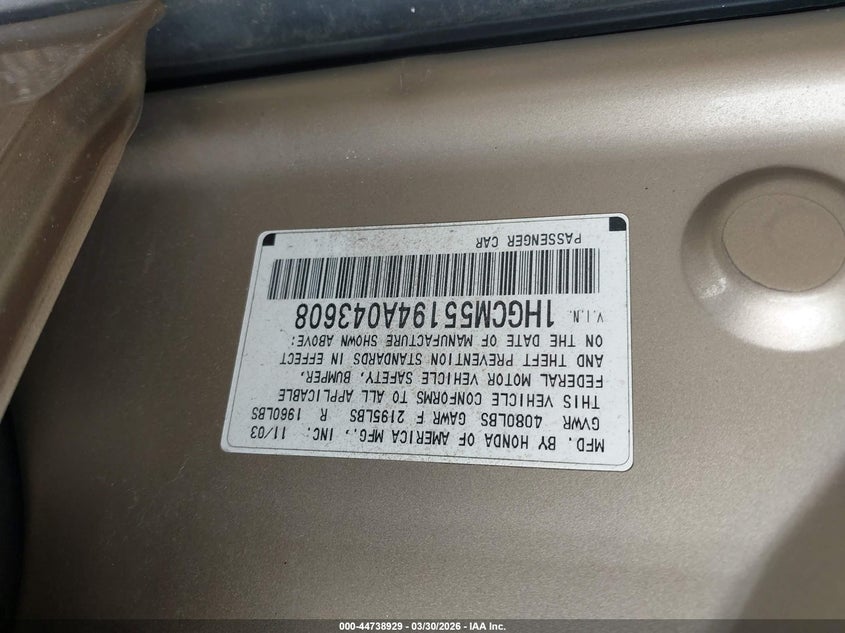 MFD. BY HONDA OF AMERICA MFG., INC. 11/03
GVWR 4080LBS GAWR F 2195LBS R 1960LBS
THIS VEHICLE CONFORMS TO ALL APPLICABLE
FEDERAL MOTOR VEHICLE SAFETY, BUMPER,
AND THEFT PREVENTION STANDARDS IN EFFECT
ON THE DATE OF MANUFACTURE SHOWN ABOVE:
V.I.N. 1HGCM55194A043608
PASSENGER CAR
000-44738929 - 03/30/2026 - IAA Inc.